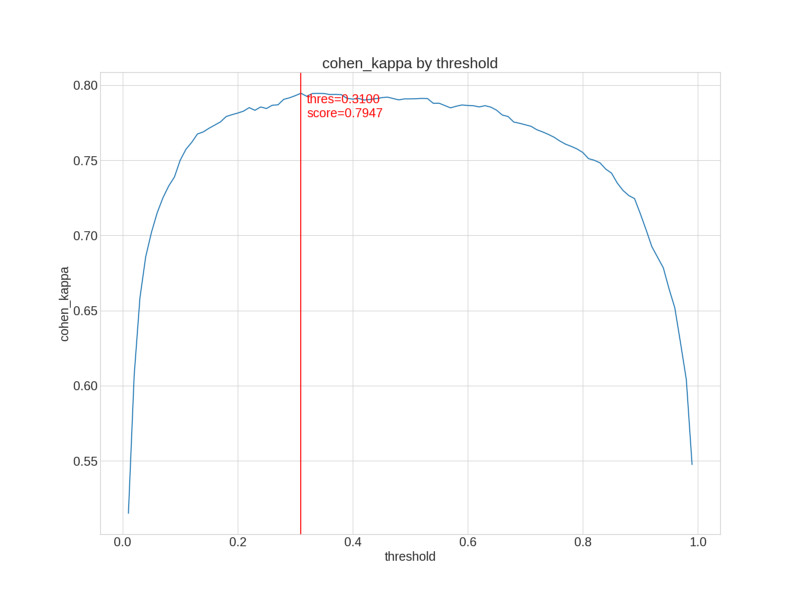 cohen_kappa by threshold
0.80
thres=0.3100
score=0.7947
0.75
0.70
cohen_kappa
0.65
0.60
0.55
0.0 0.2 0.4 0.6 0.8 1.0
threshold